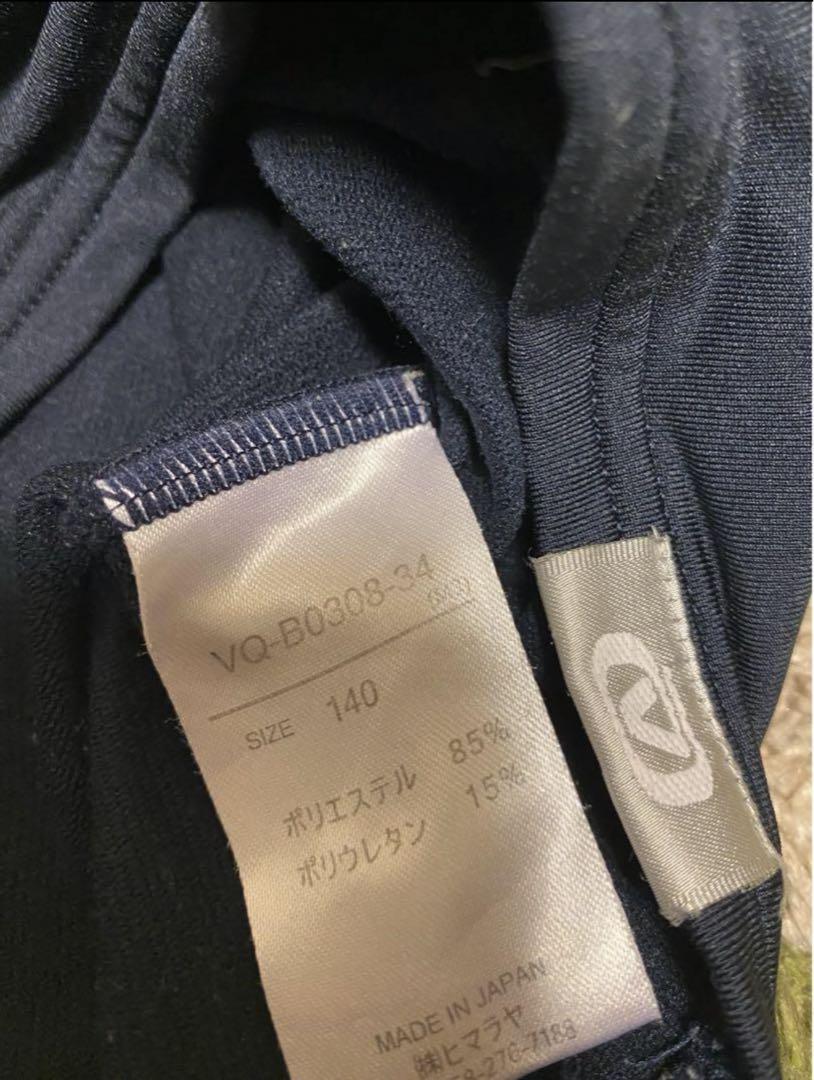 VQ-B0308-34
SIZE 140
ポリエステル 85%
ポリウレタン 15%
MADE IN JAPAN
㈱ヒマラヤ